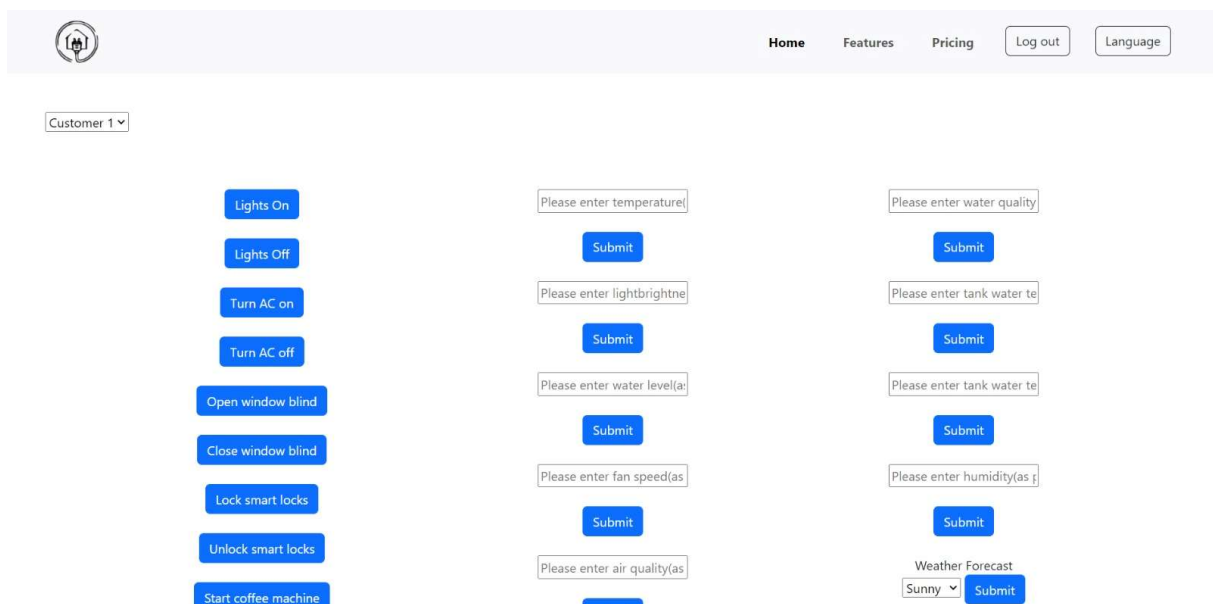 Home Features Pricing Log out Language
Customer 1
Lights On
Lights Off
Turn AC on
Turn AC off
Open window blind
Close window blind
Lock smart locks
Unlock smart locks
Start coffee machine
Please enter temperature(
Submit
Please enter lightbrightne
Submit
Please enter water level(as
Submit
Please enter fan speed(as
Submit
Please enter air quality(as
Please enter water quality
Submit
Please enter tank water te
Submit
Please enter tank water te
Submit
Please enter humidity(as p
Submit
Weather Forecast
Sunny Submit